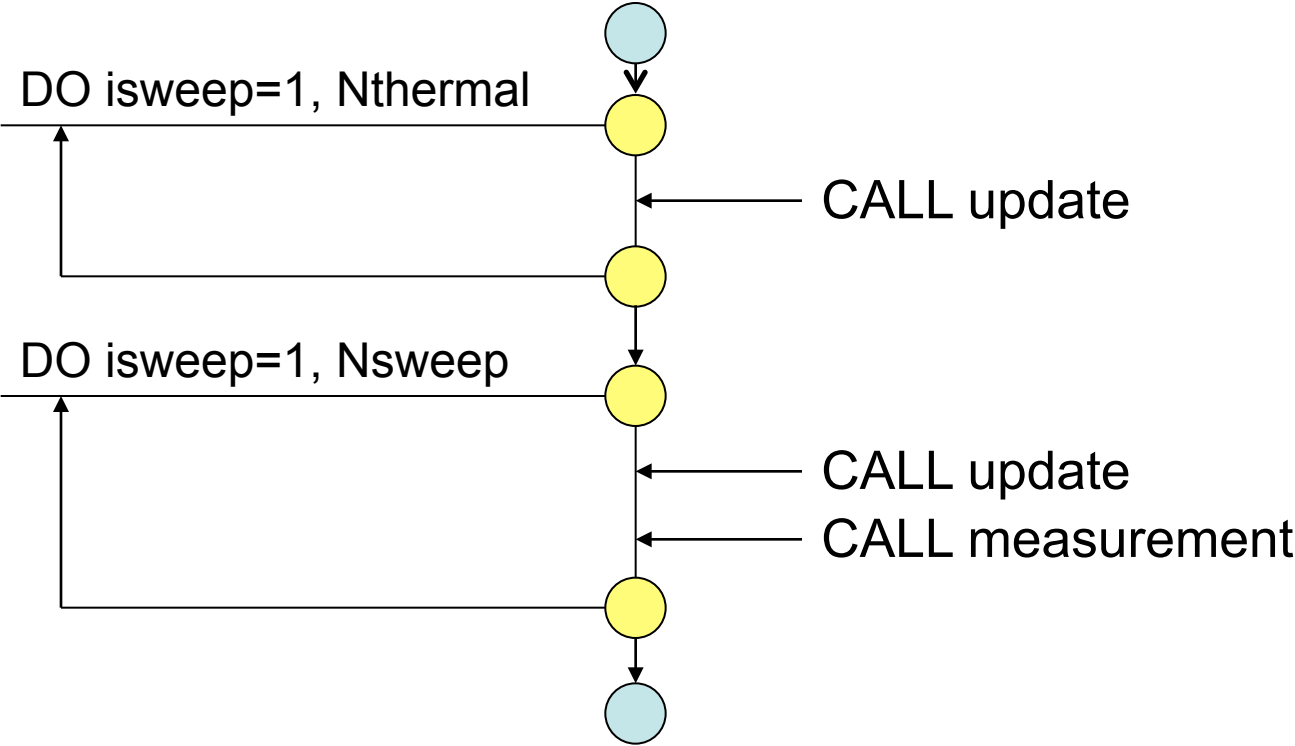 DO isweep=1, Nthermal
CALL update
DO isweep=1, Nsweep
CALL update
CALL measurement